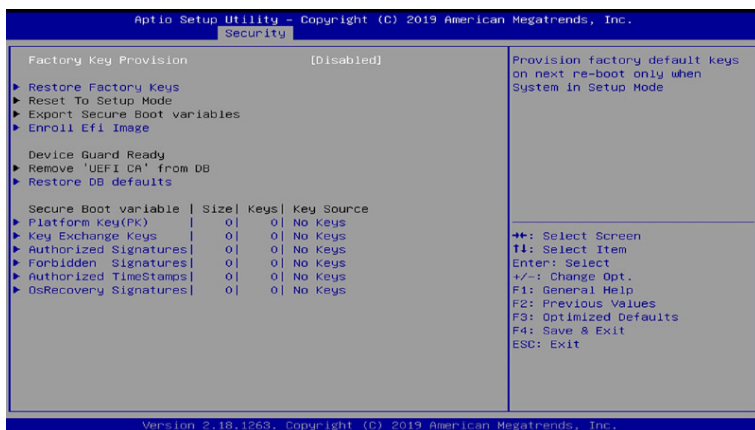 Aptio Setup Utility – Copyright (C) 2019 American Megatrends, Inc.
Security
Factory Key Provision [Disabled]
Restore Factory Keys
Reset To Setup Mode
Export Secure Boot variables
Enroll Efi Image
Device Guard Ready
Remove 'UEFI CA' from DB
Restore DB defaults
Secure Boot variable | Size| Keys| Key Source
Platform Key(PK) | 0| 0| No Keys
Key Exchange Keys | 0| 0| No Keys
Authorized Signatures| 0| 0| No Keys
Forbidden Signatures| 0| 0| No Keys
Authorized TimeStamps| 0| 0| No Keys
OsRecovery Signatures| 0| 0| No Keys
Provision factory default keys
on next re-boot only when
System in Setup Mode
→←: Select Screen
↑↓: Select Item
Enter: Select
+/-: Change Opt.
F1: General Help
F2: Previous Values
F3: Optimized Defaults
F4: Save & Exit
ESC: Exit
Version 2.18.1263. Copyright (C) 2019 American Megatrends, Inc.